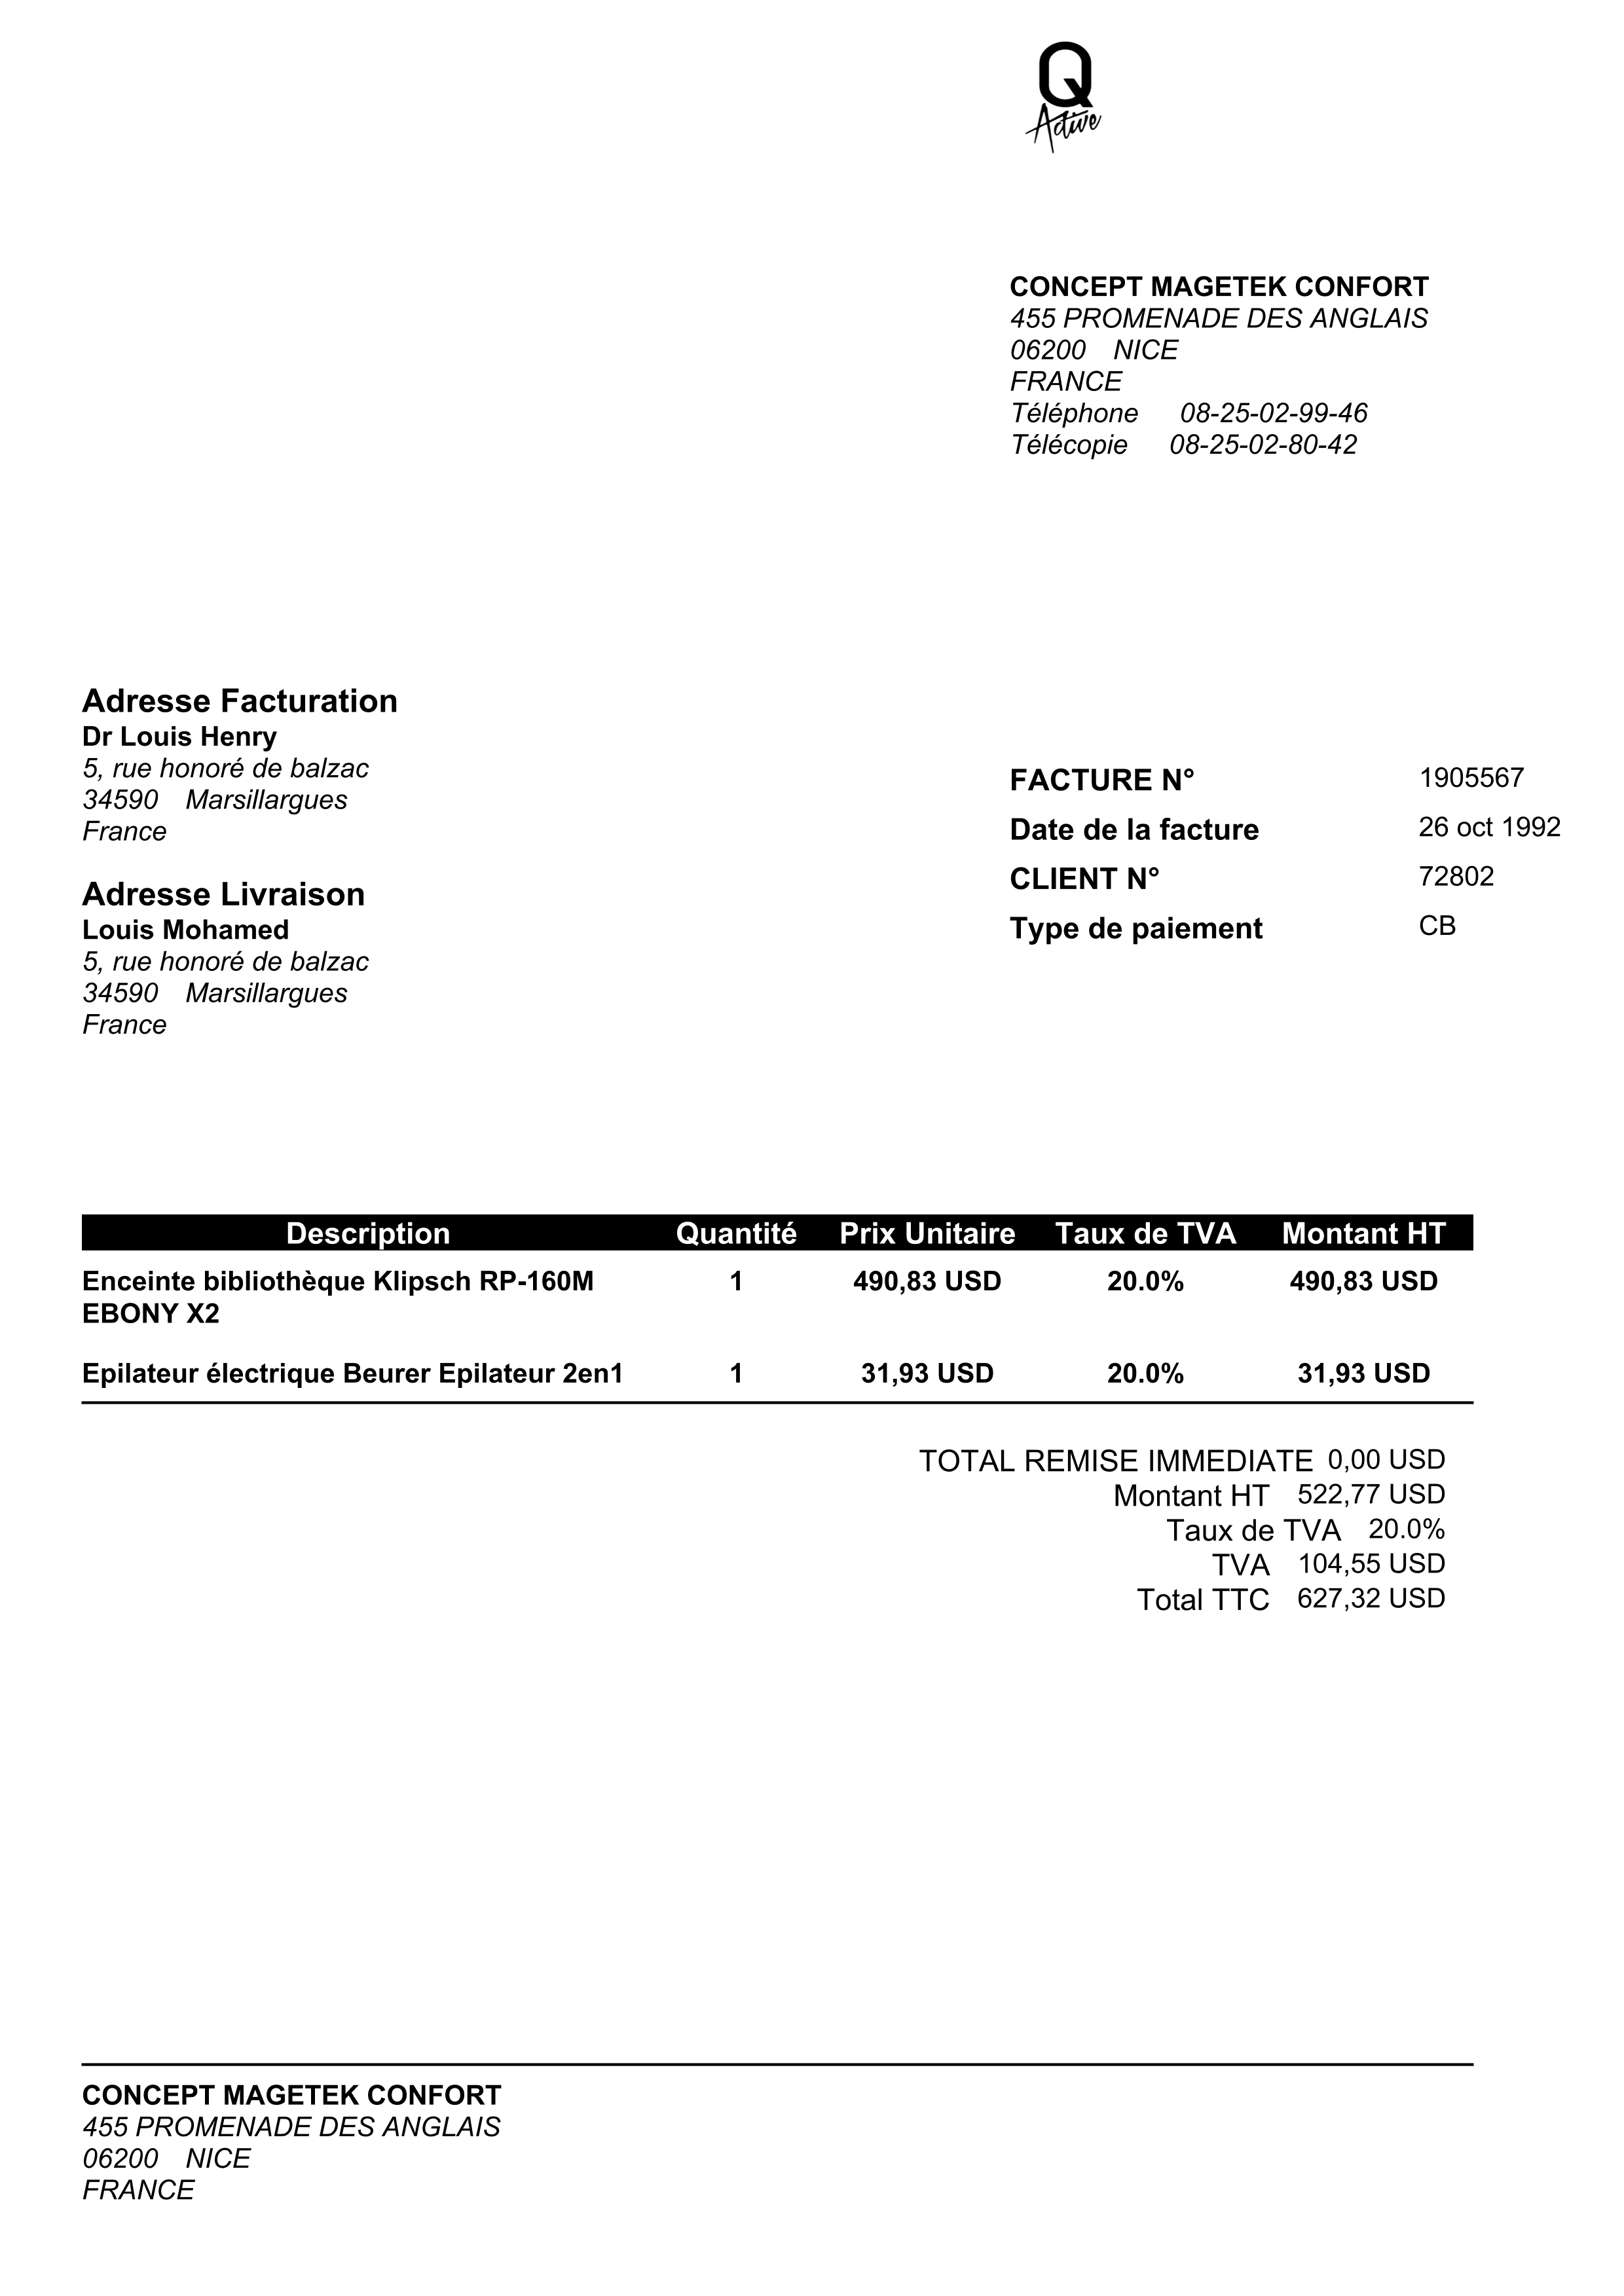 Q
Active
CONCEPT MAGETEK CONFORT
455 PROMENADE DES ANGLAIS
06200 NICE
FRANCE
Téléphone 08-25-02-99-46
Télécopie 08-25-02-80-42
Adresse Facturation
Dr Louis Henry
5, rue honoré de balzac
34590 Marsillargues
France
Adresse Livraison
Louis Mohamed
5, rue honoré de balzac
34590 Marsillargues
France
FACTURE N° 1905567
Date de la facture 26 oct 1992
CLIENT N° 72802
Type de paiement CB
Description Quantité Prix Unitaire Taux de TVA Montant HT
Enceinte bibliothèque Klipsch RP-160M 1 490,83 USD 20.0% 490,83 USD
EBONY X2
Epilateur électrique Beurer Epilateur 2en1 1 31,93 USD 20.0% 31,93 USD
TOTAL REMISE IMMEDIATE 0,00 USD
Montant HT 522,77 USD
Taux de TVA 20.0%
TVA 104,55 USD
Total TTC 627,32 USD
CONCEPT MAGETEK CONFORT
455 PROMENADE DES ANGLAIS
06200 NICE
FRANCE